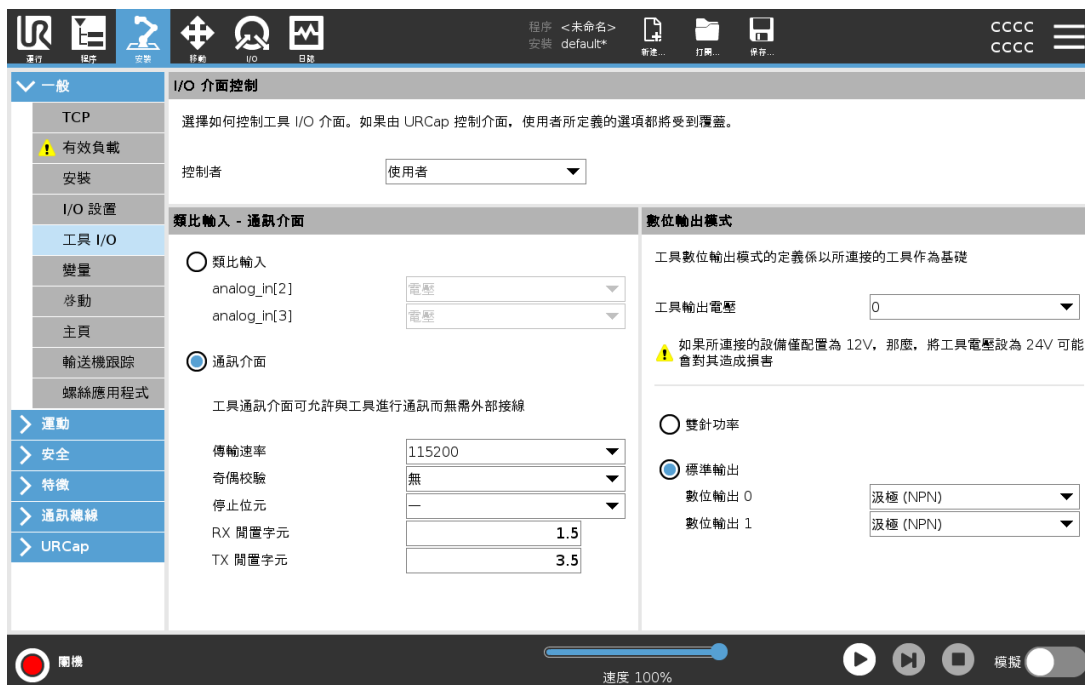 程序 <未命名>
安裝 default*
CCCC
CCCC
運行
程序
安裝
移動
I/O
日誌
新建...
打開...
保存...
一般
TCP
有效負載
安裝
I/O 設置
工具 I/O
變量
啓動
主頁
輸送機跟踪
螺絲應用程式
運動
安全
特徵
通訊總線
URCap
I/O 介面控制
選擇如何控制工具 I/O 介面。如果由 URCap 控制介面，使用者所定義的選項都將受到覆蓋。
控制者
使用者
類比輸入 - 通訊介面
類比輸入
analog_in[2]
電壓
analog_in[3]
電壓
通訊介面
工具通訊介面可允許與工具進行通訊而無需外部接線
傳輸速率
115200
奇偶校驗
無
停止位元
一
RX 閒置字元
1.5
TX 閒置字元
3.5
數位輸出模式
工具數位輸出模式的定義係以所連接的工具作為基礎
工具輸出電壓
0
如果所連接的設備僅配置為 12V，那麼，將工具電壓設為 24V 可能
會對其造成損害
雙針功率
標準輸出
數位輸出 0
汲極 (NPN)
數位輸出 1
汲極 (NPN)
關機
速度 100%
模擬